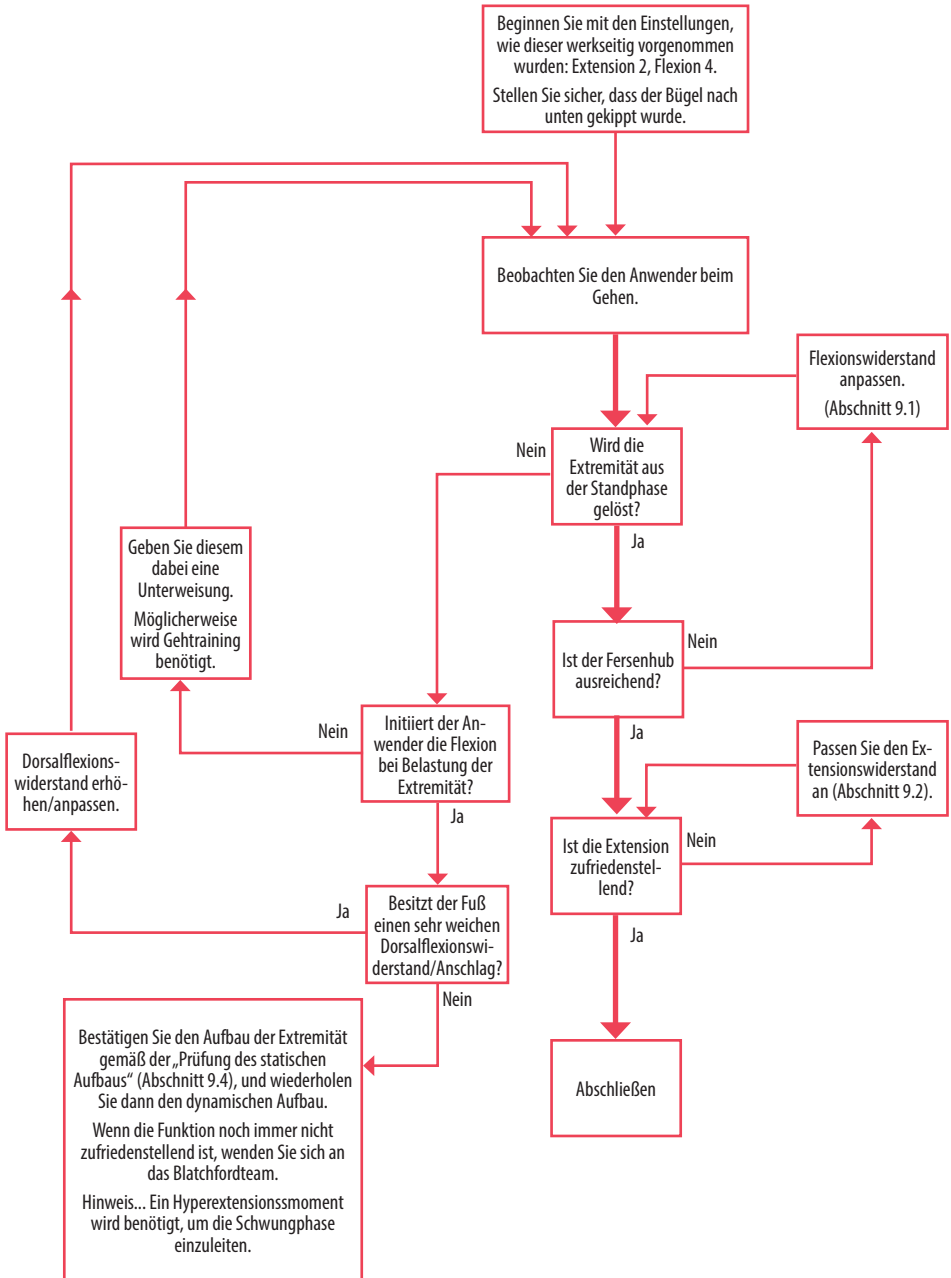 Beginnen Sie mit den Einstellungen,
wie dieser werkseitig vorgenommen
wurden: Extension 2, Flexion 4.
Stellen Sie sicher, dass der Bügel nach
unten gekippt wurde.
Beobachten Sie den Anwender beim
Gehen.
Flexionswiderstand
anpassen.
(Abschnitt 9.1)
Nein
Wird die
Extremität aus
der Standphase
gelöst?
Ja
Geben Sie diesem
dabei eine
Unterweisung.
Möglicherweise
wird Gehtraining
benötigt.
Nein
Ist der Fersenhub
ausreichend?
Ja
Nein
Initiiert der An-
wender die Flexion
bei Belastung der
Extremität?
Ja
Dorsalflexions-
widerstand erhö-
hen/anpassen.
Passen Sie den Ex-
tensionswiderstand
an (Abschnitt 9.2).
Nein
Ist die Extension
zufriedenstel-
lend?
Ja
Ja
Besitzt der Fuß
einen sehr weichen
Dorsalflexionswi-
derstand/Anschlag?
Nein
Bestätigen Sie den Aufbau der Extremität
gemäß der „Prüfung des statischen
Aufbaus“ (Abschnitt 9.4), und wiederholen
Sie dann den dynamischen Aufbau.
Wenn die Funktion noch immer nicht
zufriedenstellend ist, wenden Sie sich an
das Blatchfordteam.
Hinweis... Ein Hyperextensionssmoment
wird benötigt, um die Schwungphase
einzuleiten.
Abschließen